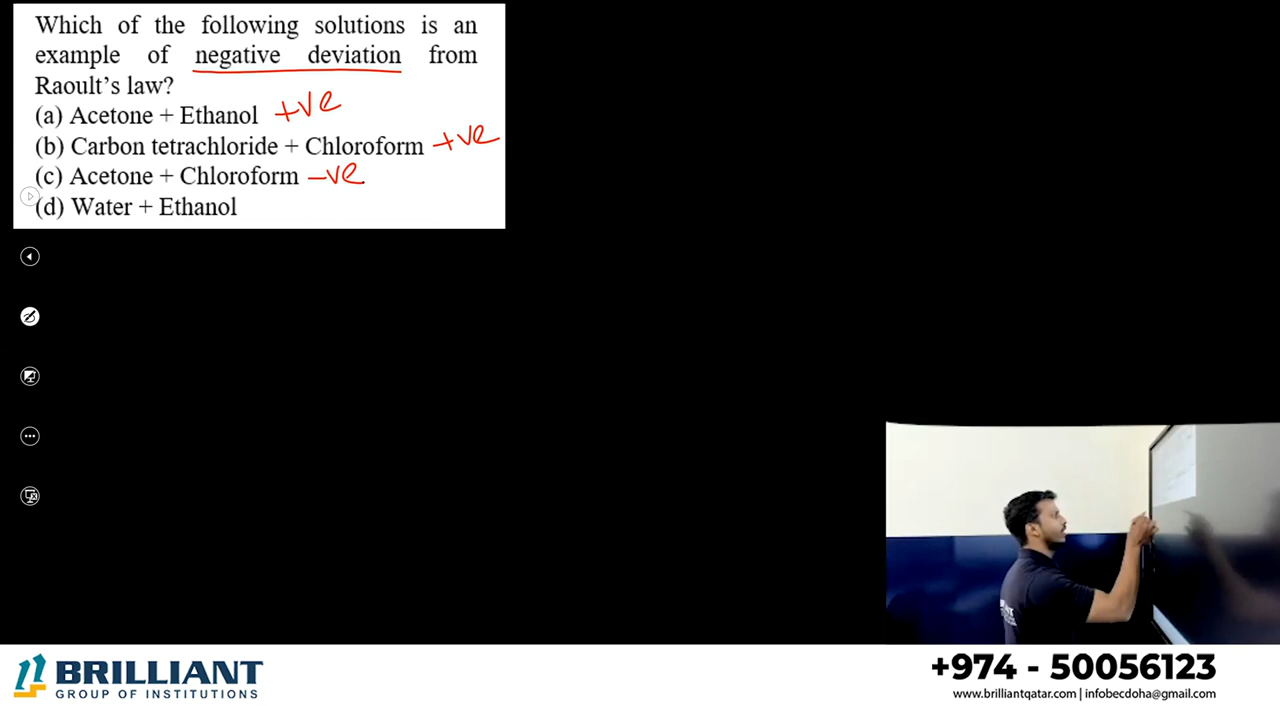 Which of the following solutions is an
example of negative deviation from
Raoult's law?
(a) Acetone + Ethanol +ve
(b) Carbon tetrachloride + Chloroform +ve
(c) Acetone + Chloroform -ve
(d) Water + Ethanol
BRILLIANT
GROUP OF INSTITUTIONS
+974 - 50056123
www.brilliantqatar.com | infobecdoha@gmail.com